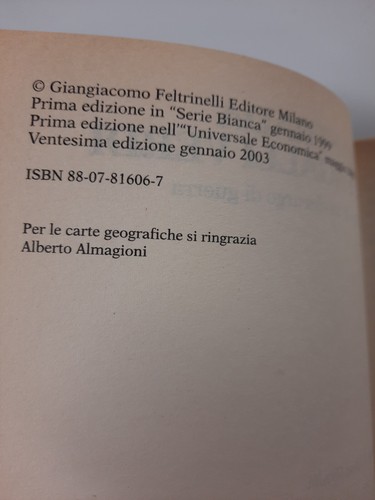 © Giangiacomo Feltrinelli Editore Milano
Prima edizione in "Serie Bianca" gennaio 1999
Prima edizione nell'"Universale Economica"
Ventesima edizione gennaio 2003
ISBN 88-07-81606-7
Per le carte geografiche si ringrazia
Alberto Almagioni